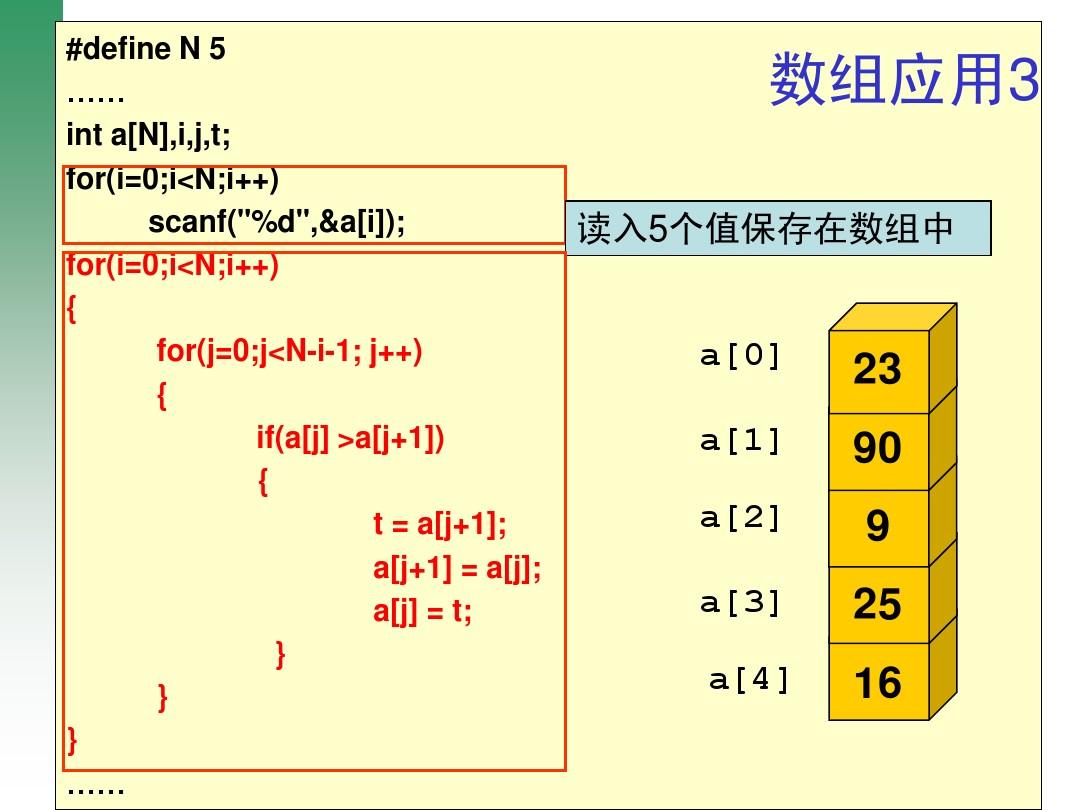 #define N 5
数组应用3
……
int a[N],i,j,t;
for(i=0;i<N;i++)
scanf("%d",&a[i]);
读入5个值保存在数组中
for(i=0;i<N;i++)
{
for(j=0;j<N-i-1; j++)
{
if(a[j] >a[j+1])
{
t = a[j+1];
a[j+1] = a[j];
a[j] = t;
}
}
}
……
a[0] 23
a[1] 90
a[2] 9
a[3] 25
a[4] 16